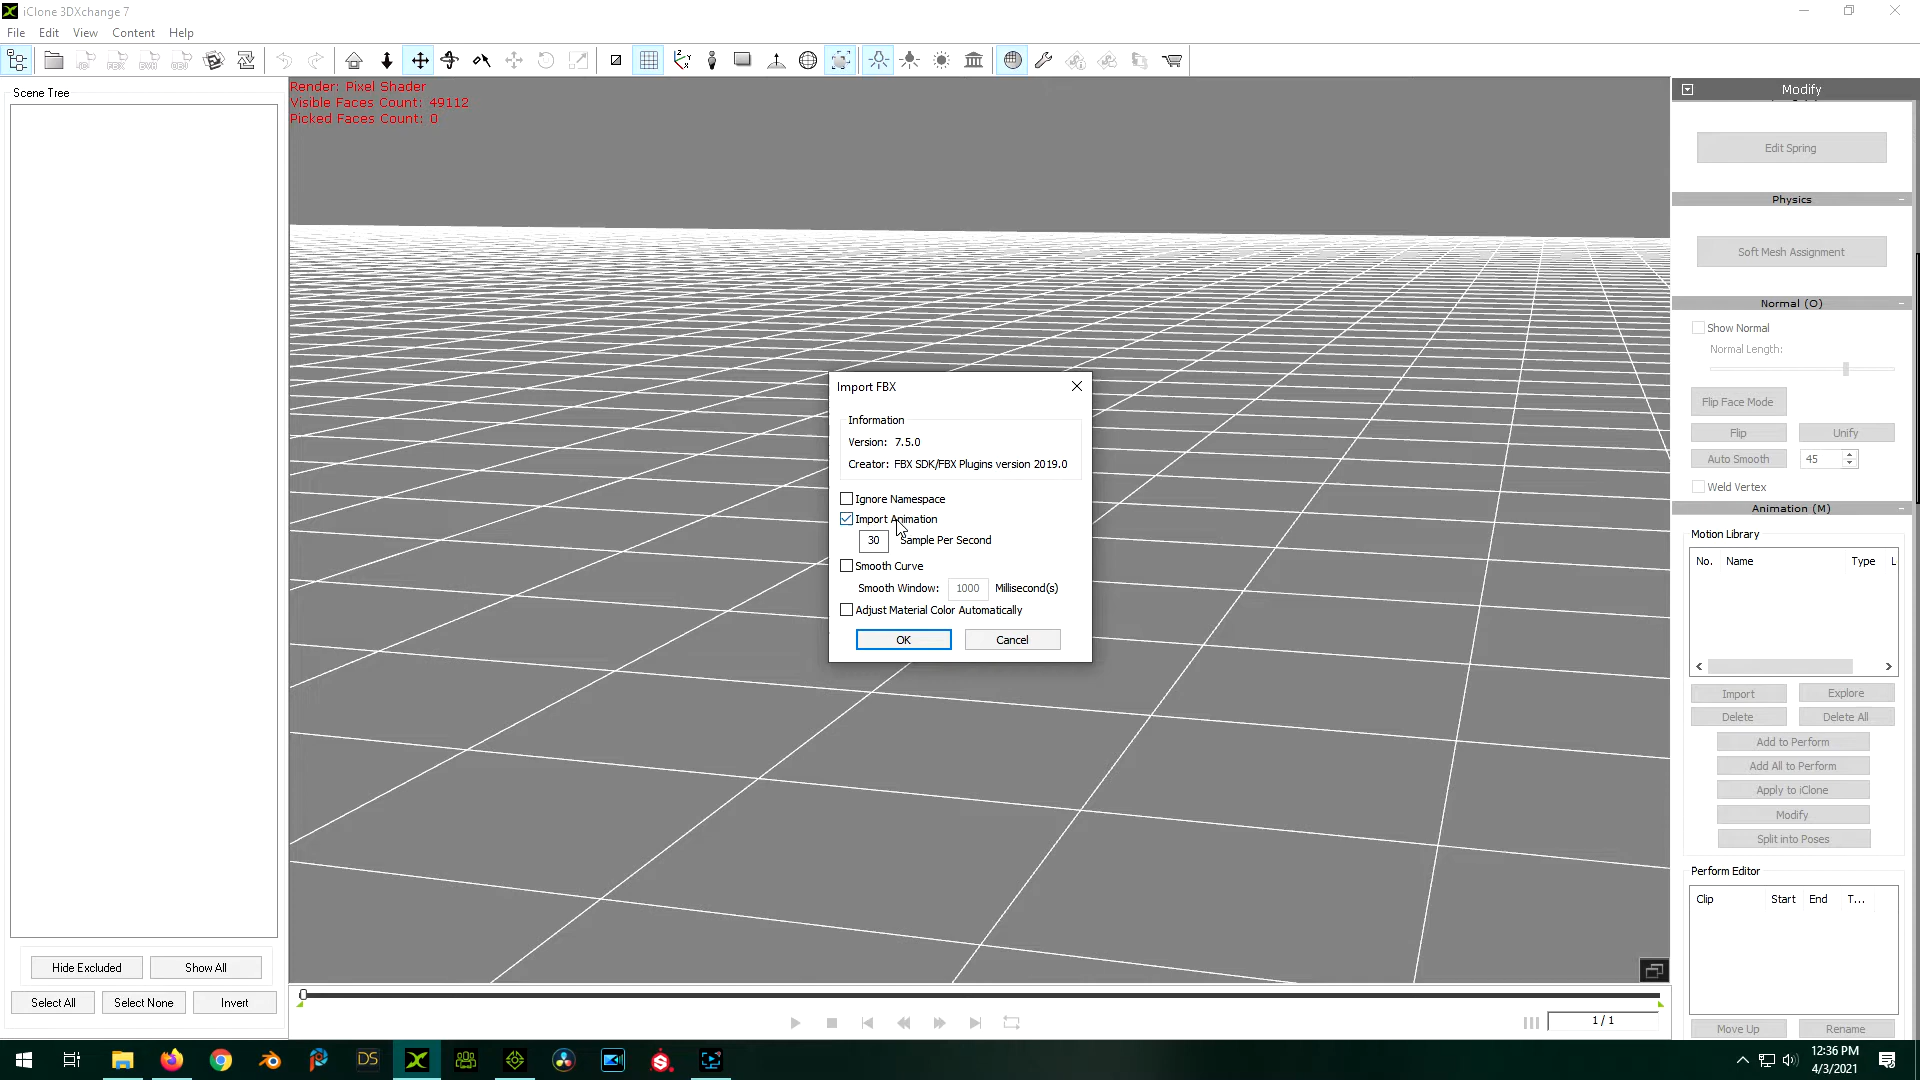 iClone 3DXchange 7
File Edit View Content Help
Scene Tree
Render: Pixel Shader
Visible Faces Count: 49112
Picked Faces Count: 0
Hide Excluded Show All
Select All Select None Invert
Import FBX
Information
Version: 7.5.0
Creator: FBX SDK/FBX Plugins version 2019.0
Ignore Namespace
Import Animation
30 Sample Per Second
Smooth Curve
Smooth Window: 1000 Millisecond(s)
Adjust Material Color Automatically
OK Cancel
Modify
Edit Spring
Physics
Soft Mesh Assignment
Normal (O)
Show Normal
Normal Length:
Flip Face Mode
Flip Unify
Auto Smooth 45
Weld Vertex
Animation (M)
Motion Library
No. Name Type L
Import Explore
Delete Delete All
Add to Perform
Add All to Perform
Apply to iClone
Modify
Split into Poses
Perform Editor
Clip Start End T...
Move Up Rename
1 / 1
DS
12:36 PM
4/3/2021